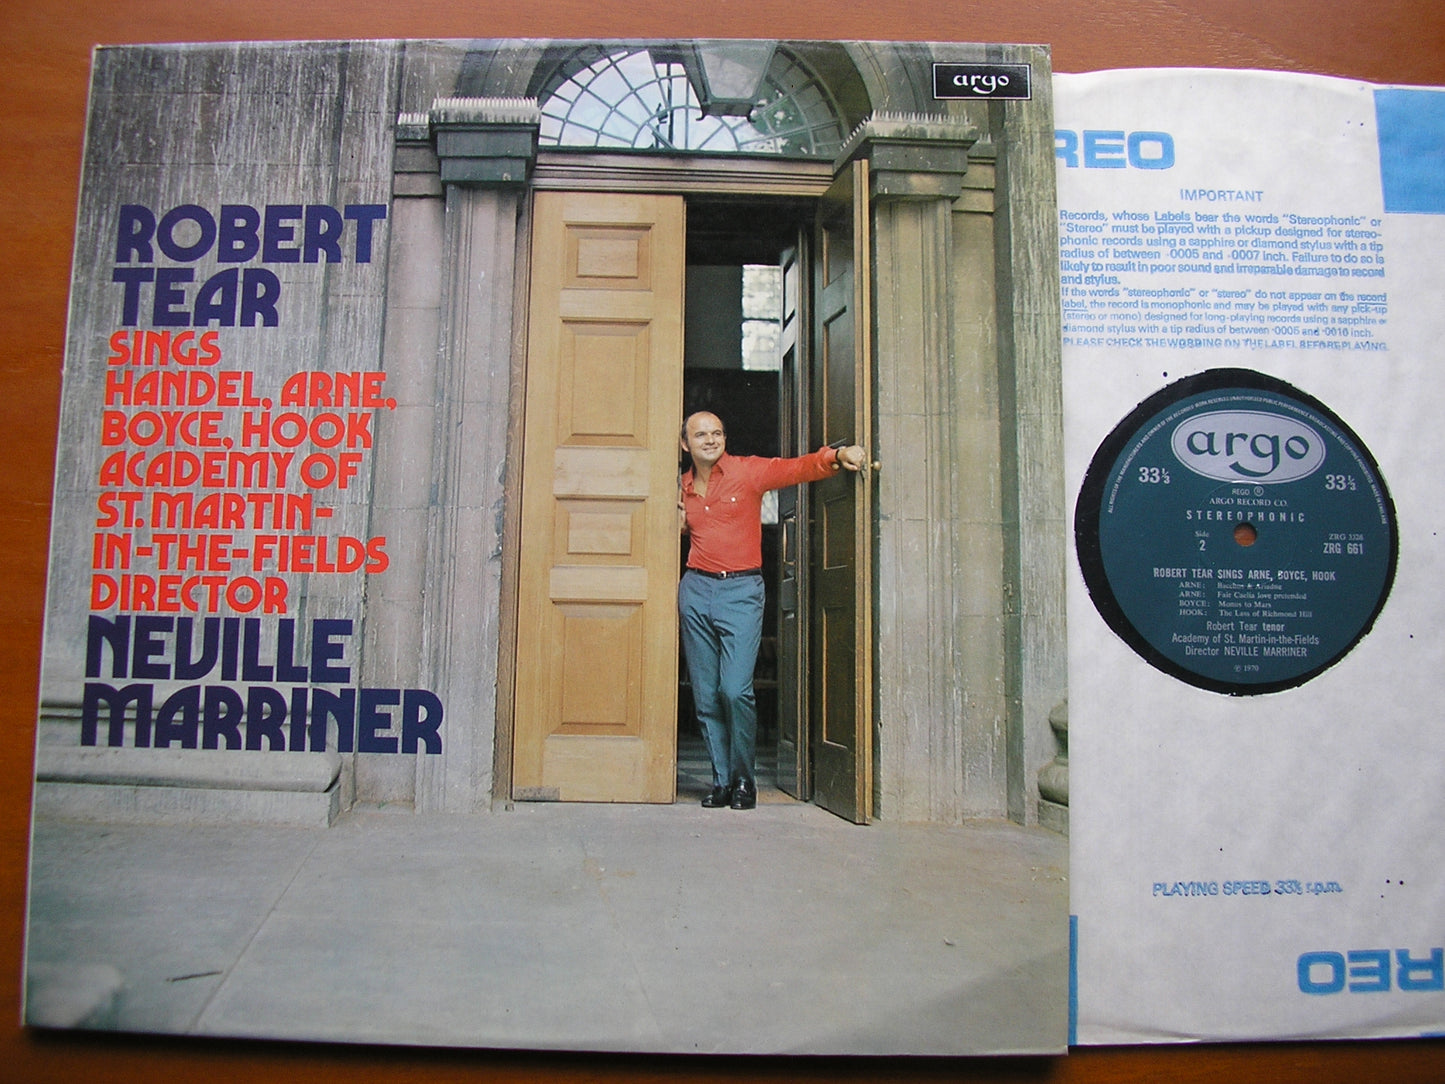 argo
ROBERT
TEAR
SINGS
HANDEL, ARNE,
BOYCE, HOOK
ACADEMY OF
ST. MARTIN-
IN-THE-FIELDS
DIRECTOR
NEVILLE
MARRINER
REO
IMPORTANT
Records, whose Labels bear the words "Stereophonic" or
"Stereo" must be played with a pickup designed for stereo-
phonic records using a sapphire or diamond stylus with a tip
radius of between ·0005 and ·0007 inch. Failure to do so is
likely to result in poor sound and irreparable damage to record
and stylus.
If the words "stereophonic" or "stereo" do not appear on the record
label, the record is monophonic and may be played with any pick-up
(stereo or mono) designed for long-playing records using a sapphire or
diamond stylus with a tip radius of between ·0005 and ·0010 inch.
PLEASE CHECK THE WORDING ON THE LABEL BEFORE PLAYING.
argo
33⅓ 33⅓
REGD. ®
ARGO RECORD CO.
STEREOPHONIC
Side
2
ZRG 661
ROBERT TEAR SINGS ARNE, BOYCE, HOOK
ARNE: Bacchus & Ariadne
ARNE: Fair Caelia love pretended
BOYCE: Momus to Mars
HOOK: The Lass of Richmond Hill
Robert Tear tenor
Academy of St. Martin-in-the-Fields
Director NEVILLE MARRINER
℗ 1970
PLAYING SPEED 33⅓ r.p.m.
REO